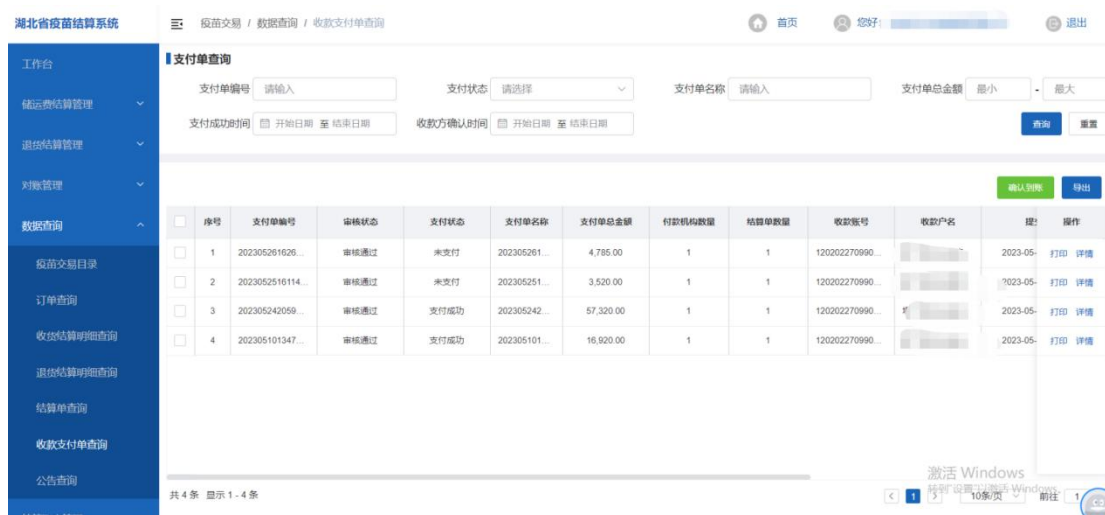 湖北省疫苗结算系统
疫苗交易 / 数据查询 / 收款支付单查询
首页
您好:
退出
工作台
储运费结算管理
退货结算管理
对账管理
数据查询
疫苗交易目录
订单查询
收货结算明细查询
退货结算明细查询
结算单查询
收款支付单查询
公告查询
支付单查询
支付单编号 请输入 支付状态 请选择 支付单名称 请输入 支付单总金额 最小 - 最大
支付成功时间 开始日期 至 结束日期 收款方确认时间 开始日期 至 结束日期 查询 重置
确认到账 导出
序号 支付单编号 审核状态 支付状态 支付单名称 支付单总金额 付款机构数量 结算单数量 收款账号 收款户名 操作
1 202305261626... 审核通过 未支付 202305261... 4,785.00 1 1 120202270990... 2023-05- 打印 详情
2 2023052516114... 审核通过 未支付 202305251... 3,520.00 1 1 120202270990... 2023-05- 打印 详情
3 202305242059... 审核通过 支付成功 202305242... 57,320.00 1 1 120202270990... 2023-05- 打印 详情
4 202305101347... 审核通过 支付成功 202305101... 16,920.00 1 1 120202270990... 2023-05- 打印 详情
激活 Windows
转到"设置"以激活 Windows。
共 4 条 显示 1 - 4 条 < 1 > 10条/页 前往 1